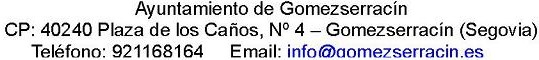 Ayuntamiento de Gomezserracín
CP: 40240 Plaza de los Caños, Nº 4 – Gomezserracín (Segovia)
Teléfono: 921168164 Email: info@gomezserracin.es